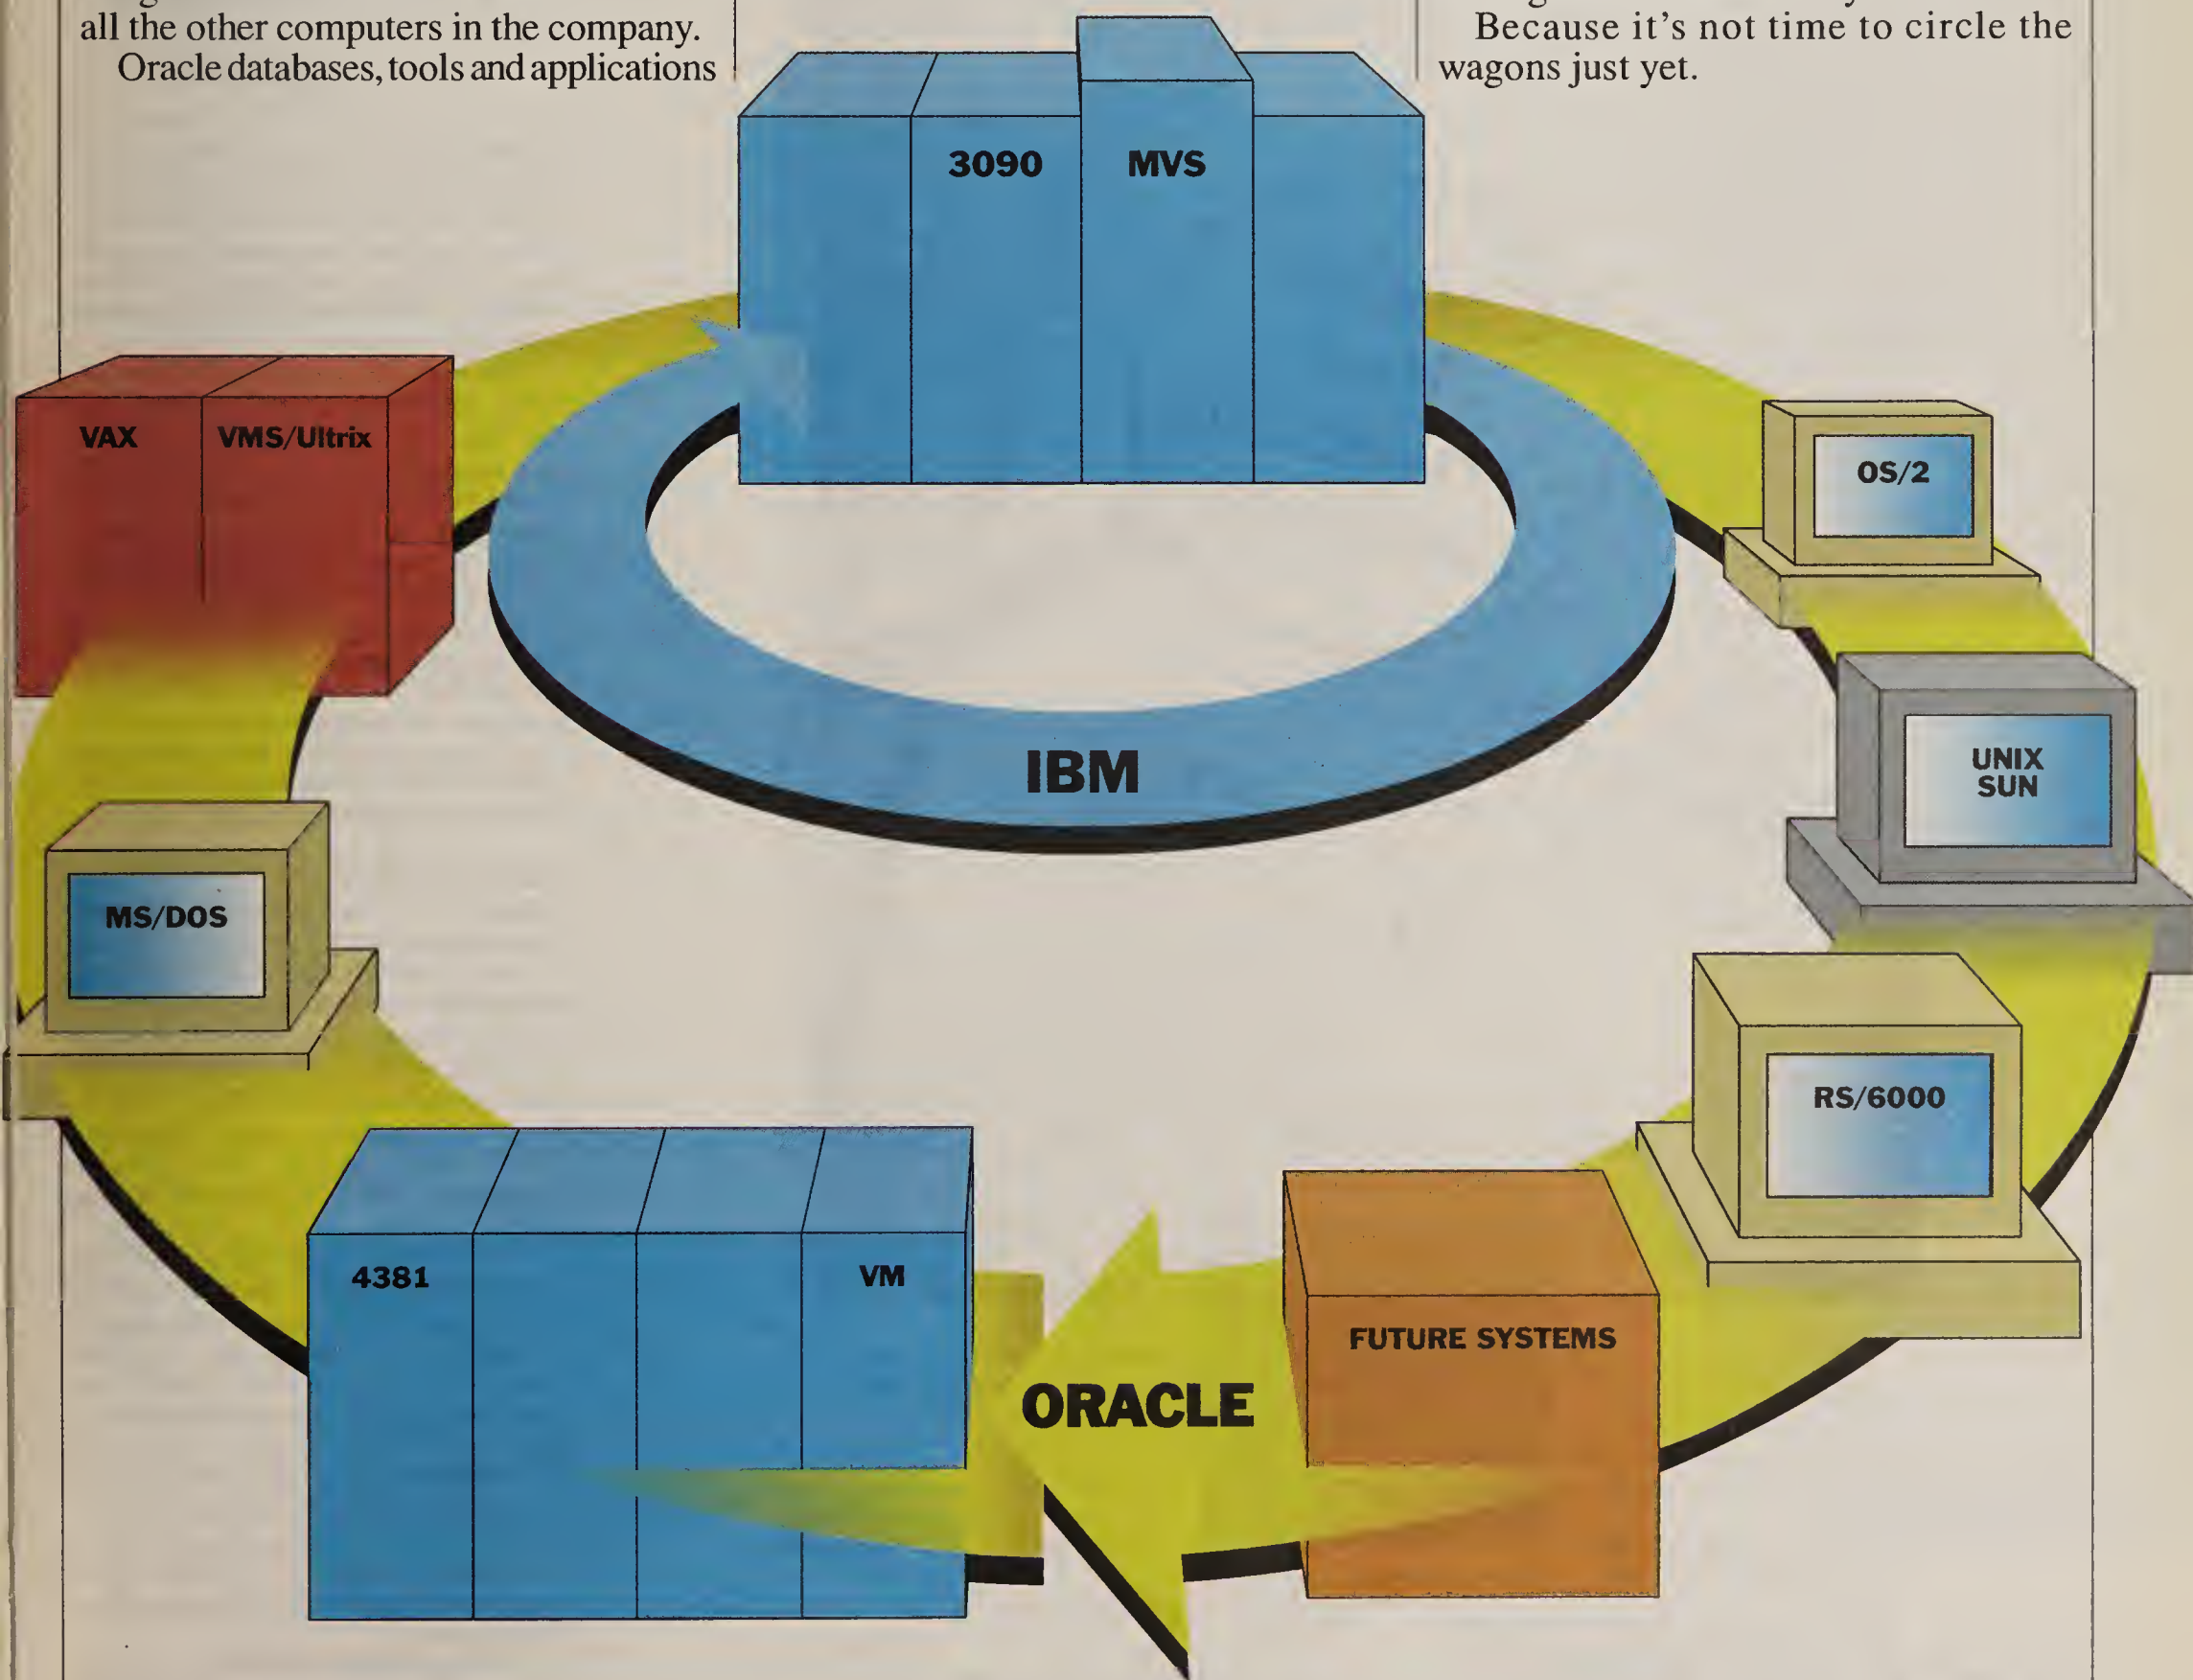 all the other computers in the company.
Oracle databases, tools and applications
Because it's not time to circle the
wagons just yet.
3090
MVS
VAX
VMS/Ultrix
OS/2
UNIX
SUN
IBM
MS/DOS
RS/6000
4381
VM
FUTURE SYSTEMS
ORACLE